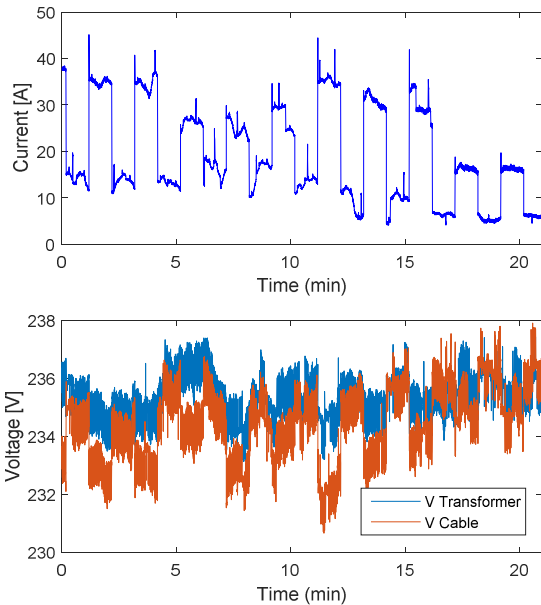 50
40
30
20
10
0
Current [A]
0 5 10 15 20
Time (min)
238
236
234
232
230
Voltage [V]
V Transformer
V Cable
0 5 10 15 20
Time (min)